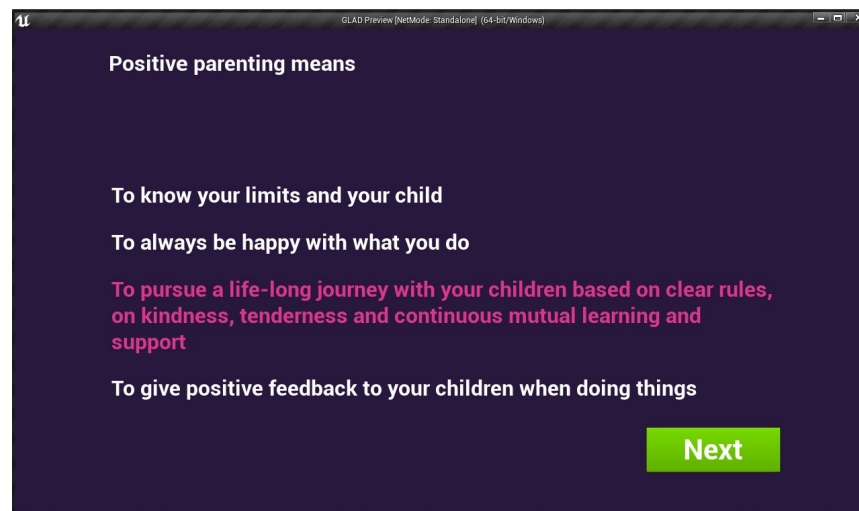 GLAD Preview [NetMode: Standalone] (64-bit/Windows)
Positive parenting means
To know your limits and your child
To always be happy with what you do
To pursue a life-long journey with your children based on clear rules,
on kindness, tenderness and continuous mutual learning and
support
To give positive feedback to your children when doing things
Next